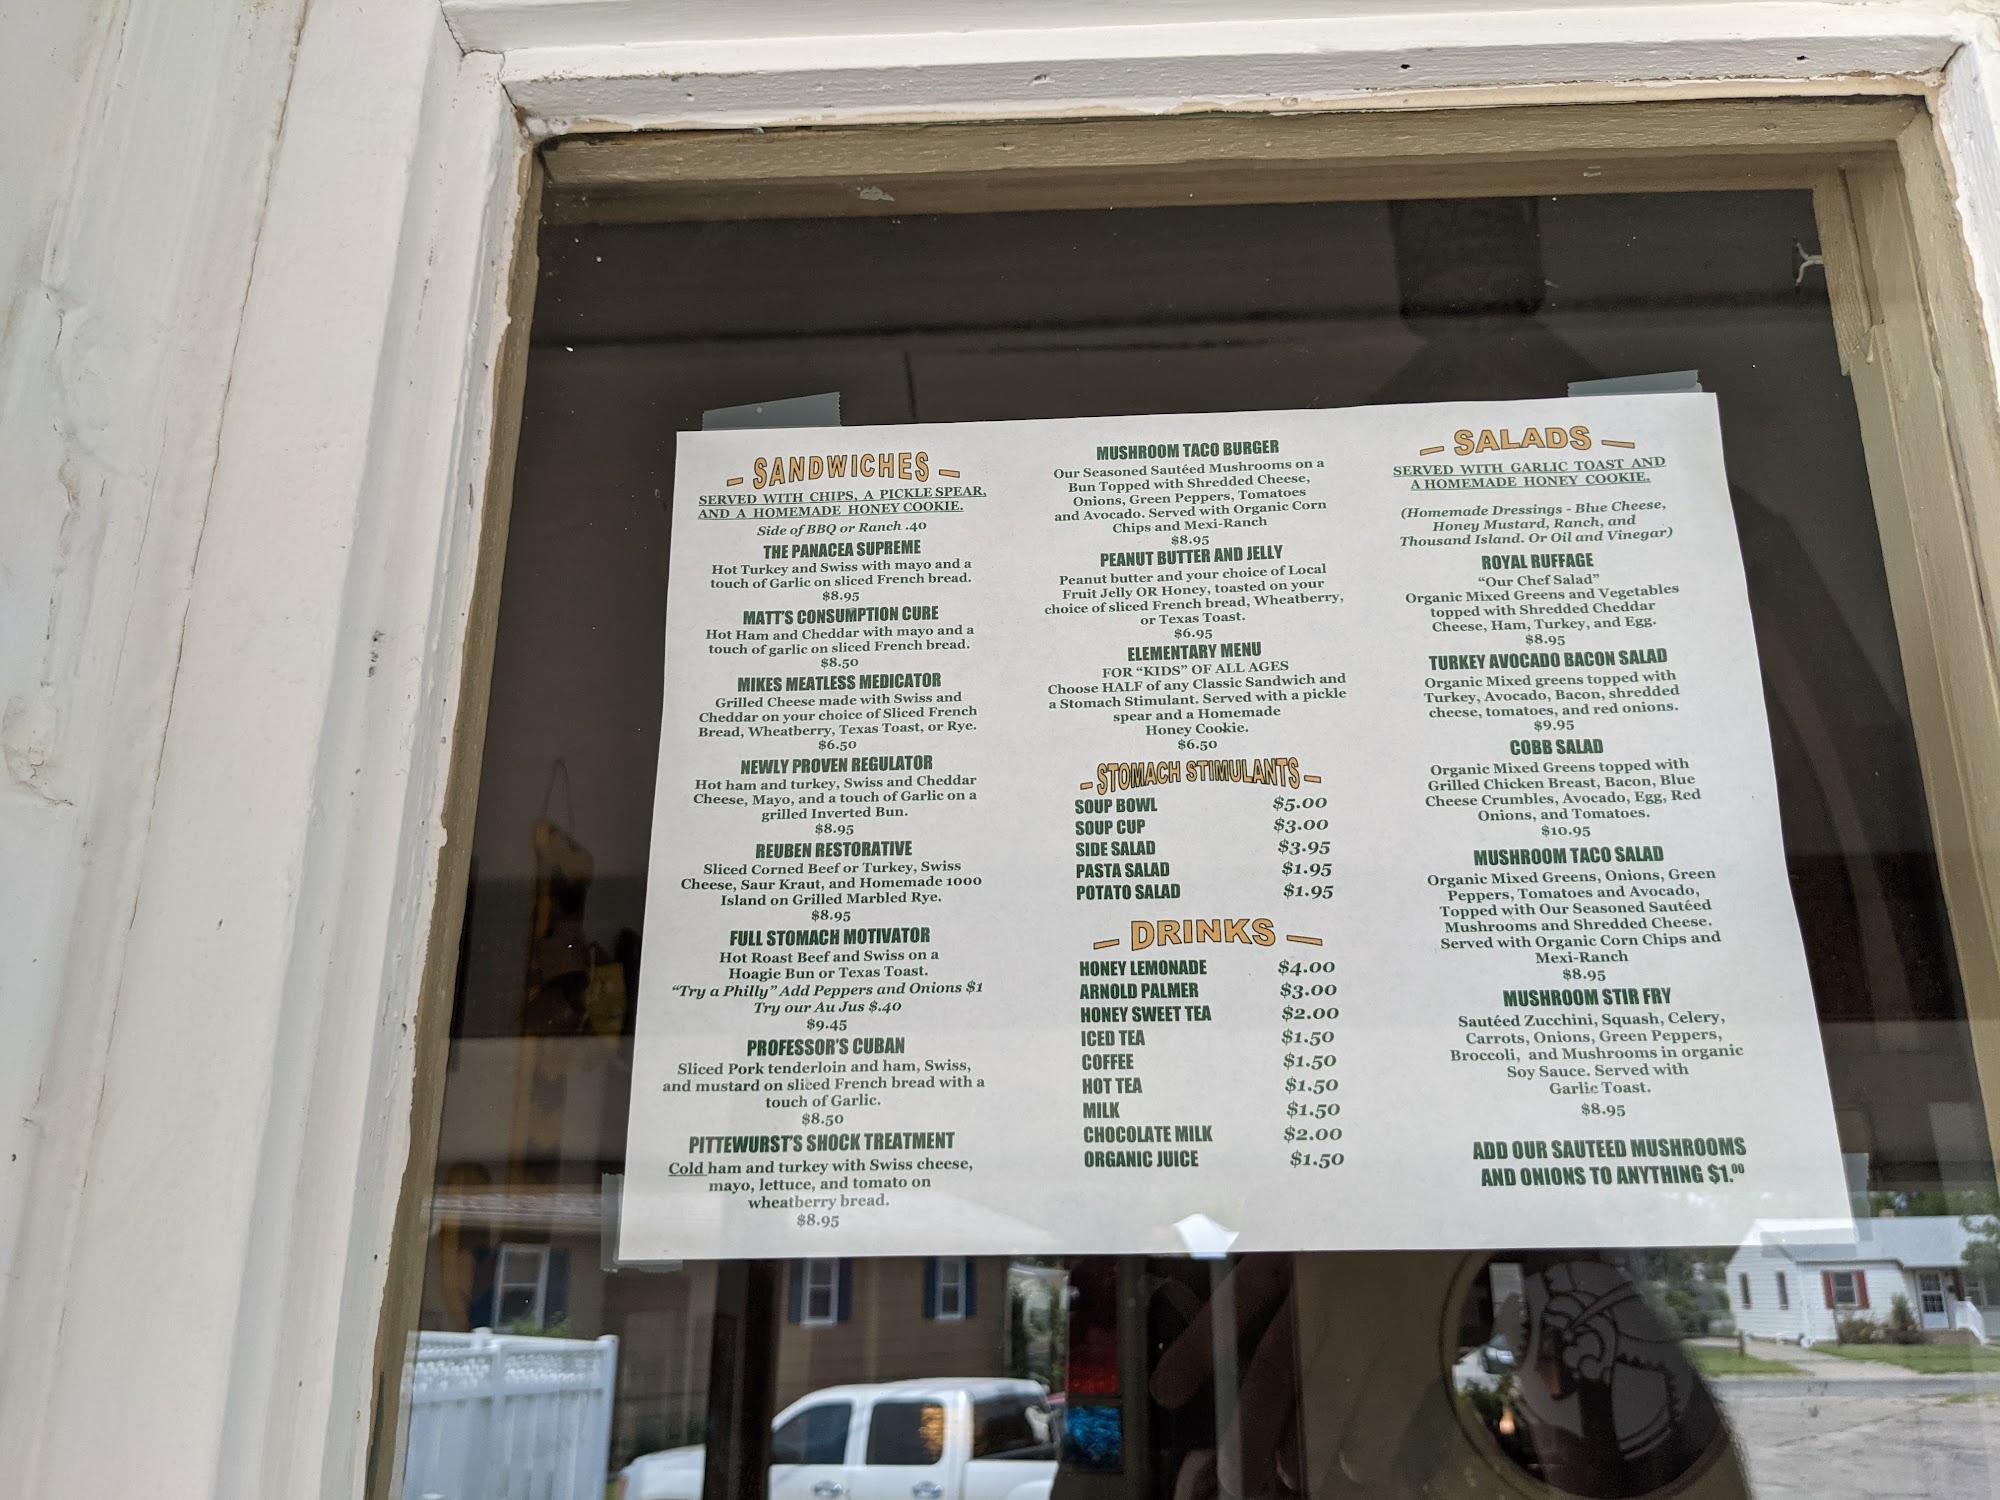 – SANDWICHES –
SERVED WITH CHIPS, A PICKLE SPEAR,
AND A HOMEMADE HONEY COOKIE.
Side of BBQ or Ranch .40
THE PANACEA SUPREME
Hot Turkey and Swiss with mayo and a
touch of Garlic on sliced French bread.
$8.95
MATT'S CONSUMPTION CURE
Hot Ham and Cheddar with mayo and a
touch of garlic on sliced French bread.
$8.50
MIKES MEATLESS MEDICATOR
Grilled Cheese made with Swiss and
Cheddar on your choice of Sliced French
Bread, Wheatberry, Texas Toast, or Rye.
$6.50
NEWLY PROVEN REGULATOR
Hot ham and turkey, Swiss and Cheddar
Cheese, Mayo, and a touch of Garlic on a
grilled Inverted Bun.
$8.95
REUBEN RESTORATIVE
Sliced Corned Beef or Turkey, Swiss
Cheese, Saur Kraut, and Homemade 1000
Island on Grilled Marbled Rye.
$8.95
FULL STOMACH MOTIVATOR
Hot Roast Beef and Swiss on a
Hoagie Bun or Texas Toast.
"Try a Philly" Add Peppers and Onions $1
Try our Au Jus $.40
$9.45
PROFESSOR'S CUBAN
Sliced Pork tenderloin and ham, Swiss,
and mustard on sliced French bread with a
touch of Garlic.
$8.50
PITTEWURST'S SHOCK TREATMENT
Cold ham and turkey with Swiss cheese,
mayo, lettuce, and tomato on
wheatberry bread.
$8.95
MUSHROOM TACO BURGER
Our Seasoned Sautéed Mushrooms on a
Bun Topped with Shredded Cheese,
Onions, Green Peppers, Tomatoes
and Avocado. Served with Organic Corn
Chips and Mexi-Ranch
$8.95
PEANUT BUTTER AND JELLY
Peanut butter and your choice of Local
Fruit Jelly OR Honey, toasted on your
choice of sliced French bread, Wheatberry,
or Texas Toast.
$6.95
ELEMENTARY MENU
FOR "KIDS" OF ALL AGES
Choose HALF of any Classic Sandwich and
a Stomach Stimulant. Served with a pickle
spear and a Homemade
Honey Cookie.
$6.50
– STOMACH STIMULANTS –
SOUP BOWL $5.00
SOUP CUP $3.00
SIDE SALAD $3.95
PASTA SALAD $1.95
POTATO SALAD $1.95
– DRINKS –
HONEY LEMONADE $4.00
ARNOLD PALMER $3.00
HONEY SWEET TEA $2.00
ICED TEA $1.50
COFFEE $1.50
HOT TEA $1.50
MILK $1.50
CHOCOLATE MILK $2.00
ORGANIC JUICE $1.50
– SALADS –
SERVED WITH GARLIC TOAST AND
A HOMEMADE HONEY COOKIE.
(Homemade Dressings - Blue Cheese,
Honey Mustard, Ranch, and
Thousand Island. Or Oil and Vinegar)
ROYAL RUFFAGE
"Our Chef Salad"
Organic Mixed Greens and Vegetables
topped with Shredded Cheddar
Cheese, Ham, Turkey, and Egg.
$8.95
TURKEY AVOCADO BACON SALAD
Organic Mixed greens topped with
Turkey, Avocado, Bacon, shredded
cheese, tomatoes, and red onions.
$9.95
COBB SALAD
Organic Mixed Greens topped with
Grilled Chicken Breast, Bacon, Blue
Cheese Crumbles, Avocado, Egg, Red
Onions, and Tomatoes.
$10.95
MUSHROOM TACO SALAD
Organic Mixed Greens, Onions, Green
Peppers, Tomatoes and Avocado,
Topped with Our Seasoned Sautéed
Mushrooms and Shredded Cheese.
Served with Organic Corn Chips and
Mexi-Ranch
$8.95
MUSHROOM STIR FRY
Sautéed Zucchini, Squash, Celery,
Carrots, Onions, Green Peppers,
Broccoli, and Mushrooms in organic
Soy Sauce. Served with
Garlic Toast.
$8.95
ADD OUR SAUTEED MUSHROOMS
AND ONIONS TO ANYTHING $1.00